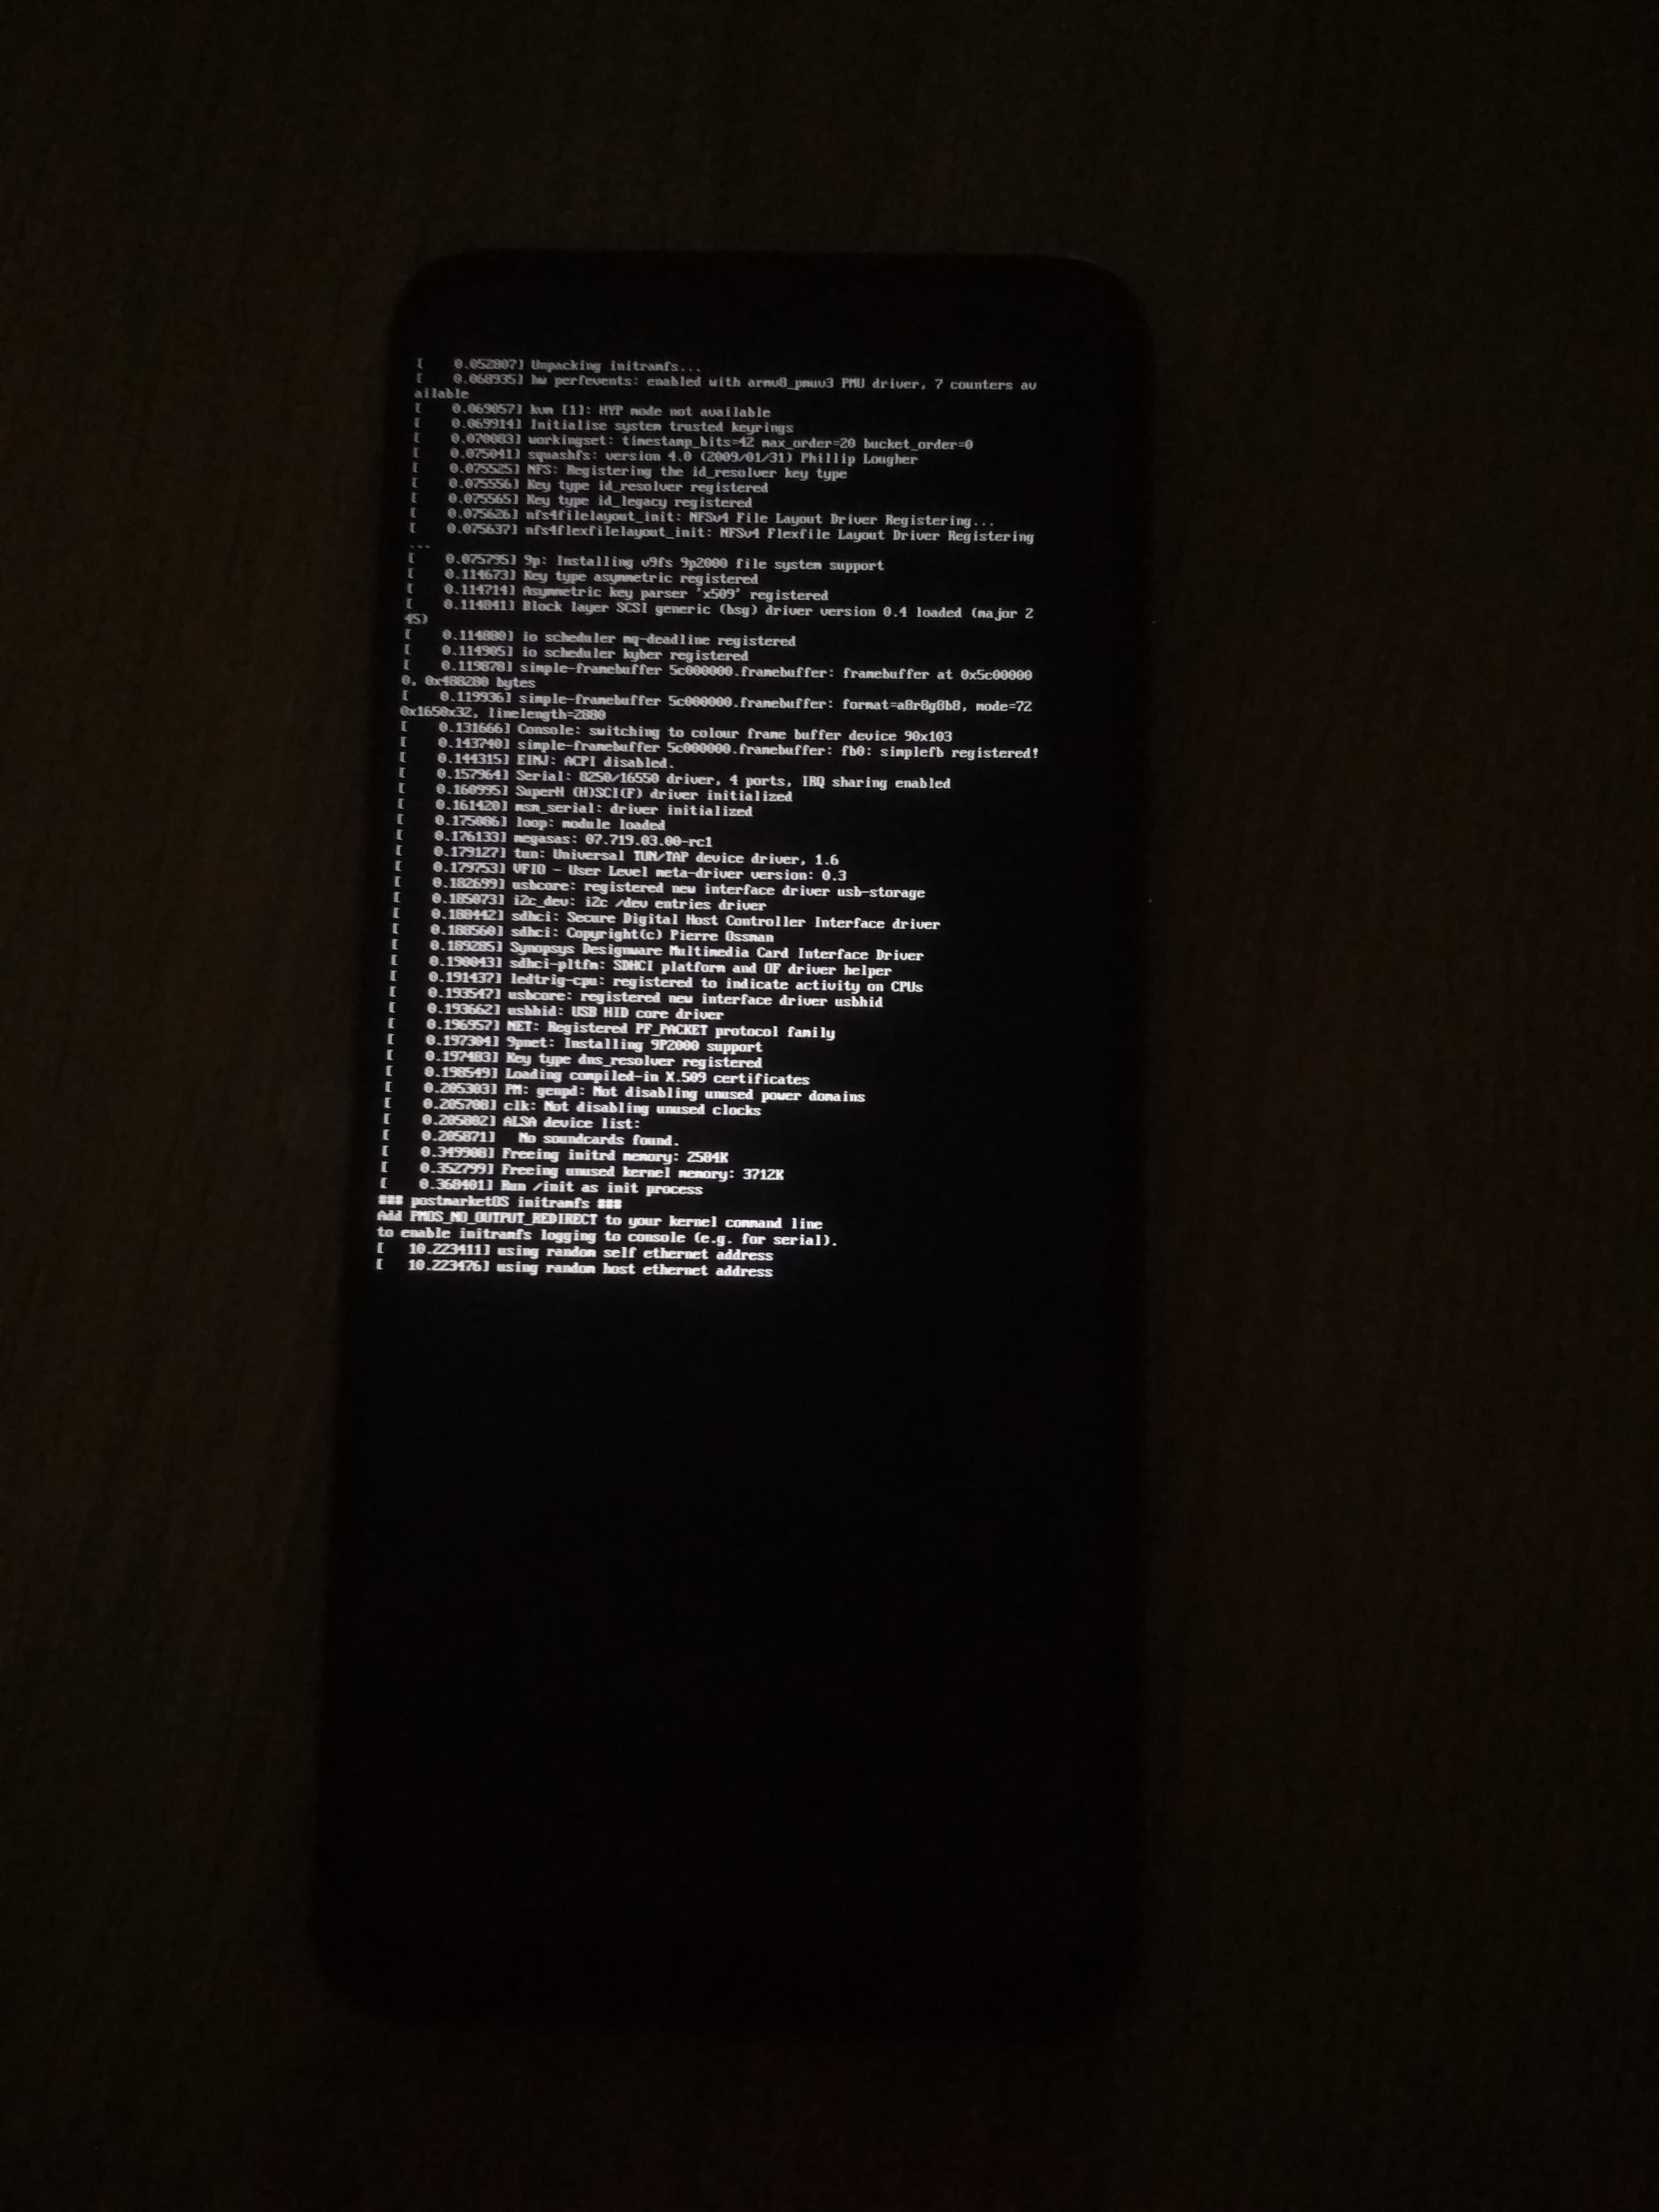 [    0.052807] Unpacking initramfs...
[    0.068935] hw perfevents: enabled with armv8_pmuv3 PMU driver, 7 counters av
ailable
[    0.069057] kvm [1]: HYP mode not available
[    0.069914] Initialise system trusted keyrings
[    0.070083] workingset: timestamp_bits=42 max_order=20 bucket_order=0
[    0.075041] squashfs: version 4.0 (2009/01/31) Phillip Lougher
[    0.075525] NFS: Registering the id_resolver key type
[    0.075556] Key type id_resolver registered
[    0.075565] Key type id_legacy registered
[    0.075626] nfs4filelayout_init: NFSv4 File Layout Driver Registering...
[    0.075637] nfs4flexfilelayout_init: NFSv4 Flexfile Layout Driver Registering
...
[    0.075795] 9p: Installing v9fs 9p2000 file system support
[    0.114673] Key type asymmetric registered
[    0.114714] Asymmetric key parser 'x509' registered
[    0.114841] Block layer SCSI generic (bsg) driver version 0.4 loaded (major 2
45)
[    0.114880] io scheduler mq-deadline registered
[    0.114905] io scheduler kyber registered
[    0.119878] simple-framebuffer 5c000000.framebuffer: framebuffer at 0x5c00000
0, 0x488280 bytes
[    0.119936] simple-framebuffer 5c000000.framebuffer: format=a8r8g8b8, mode=72
0x1650x32, linelength=2880
[    0.131666] Console: switching to colour frame buffer device 90x103
[    0.143740] simple-framebuffer 5c000000.framebuffer: fb0: simplefb registered!
[    0.144315] EINJ: ACPI disabled.
[    0.157964] Serial: 8250/16550 driver, 4 ports, IRQ sharing enabled
[    0.160995] SuperH (H)SCI(F) driver initialized
[    0.161420] msm_serial: driver initialized
[    0.175086] loop: module loaded
[    0.176133] megasas: 07.719.03.00-rc1
[    0.179127] tun: Universal TUN/TAP device driver, 1.6
[    0.179753] VFIO - User Level meta-driver version: 0.3
[    0.182699] usbcore: registered new interface driver usb-storage
[    0.185073] i2c_dev: i2c /dev entries driver
[    0.188442] sdhci: Secure Digital Host Controller Interface driver
[    0.188560] sdhci: Copyright(c) Pierre Ossman
[    0.189285] Synopsys Designware Multimedia Card Interface Driver
[    0.190043] sdhci-pltfm: SDHCI platform and OF driver helper
[    0.191437] ledtrig-cpu: registered to indicate activity on CPUs
[    0.193547] usbcore: registered new interface driver usbhid
[    0.193662] usbhid: USB HID core driver
[    0.196957] NET: Registered PF_PACKET protocol family
[    0.197304] 9pnet: Installing 9P2000 support
[    0.197483] Key type dns_resolver registered
[    0.198549] Loading compiled-in X.509 certificates
[    0.205303] PM: genpd: Not disabling unused power domains
[    0.205708] clk: Not disabling unused clocks
[    0.205802] ALSA device list:
[    0.205871]   No soundcards found.
[    0.349908] Freeing initrd memory: 2584K
[    0.352799] Freeing unused kernel memory: 3712K
[    0.368401] Run /init as init process
### postmarketOS initramfs ###
Add PMOS_NO_OUTPUT_REDIRECT to your kernel command line
to enable initramfs logging to console (e.g. for serial).
[   10.223411] using random self ethernet address
[   10.223476] using random host ethernet address